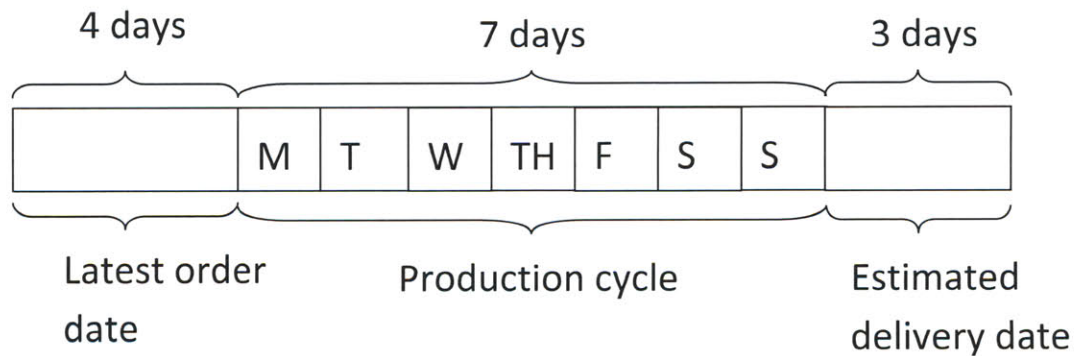 4 days 7 days 3 days
M T W TH F S S
Latest order Production cycle Estimated
date delivery date